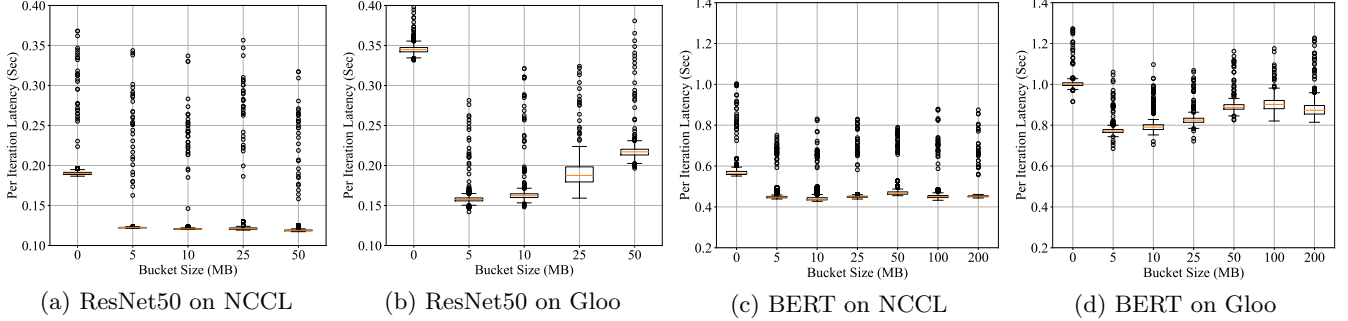 Per Iteration Latency (Sec)
0.40
0.35
0.30
0.25
0.20
0.15
0.10
0 5 10 25 50
Bucket Size (MB)
(a) ResNet50 on NCCL
Per Iteration Latency (Sec)
0.40
0.35
0.30
0.25
0.20
0.15
0.10
0 5 10 25 50
Bucket Size (MB)
(b) ResNet50 on Gloo
Per Iteration Latency (Sec)
1.4
1.2
1.0
0.8
0.6
0.4
0.2
0 5 10 25 50 100 200
Bucket Size (MB)
(c) BERT on NCCL
Per Iteration Latency (Sec)
1.4
1.2
1.0
0.8
0.6
0.4
0.2
0 5 10 25 50 100 200
Bucket Size (MB)
(d) BERT on Gloo